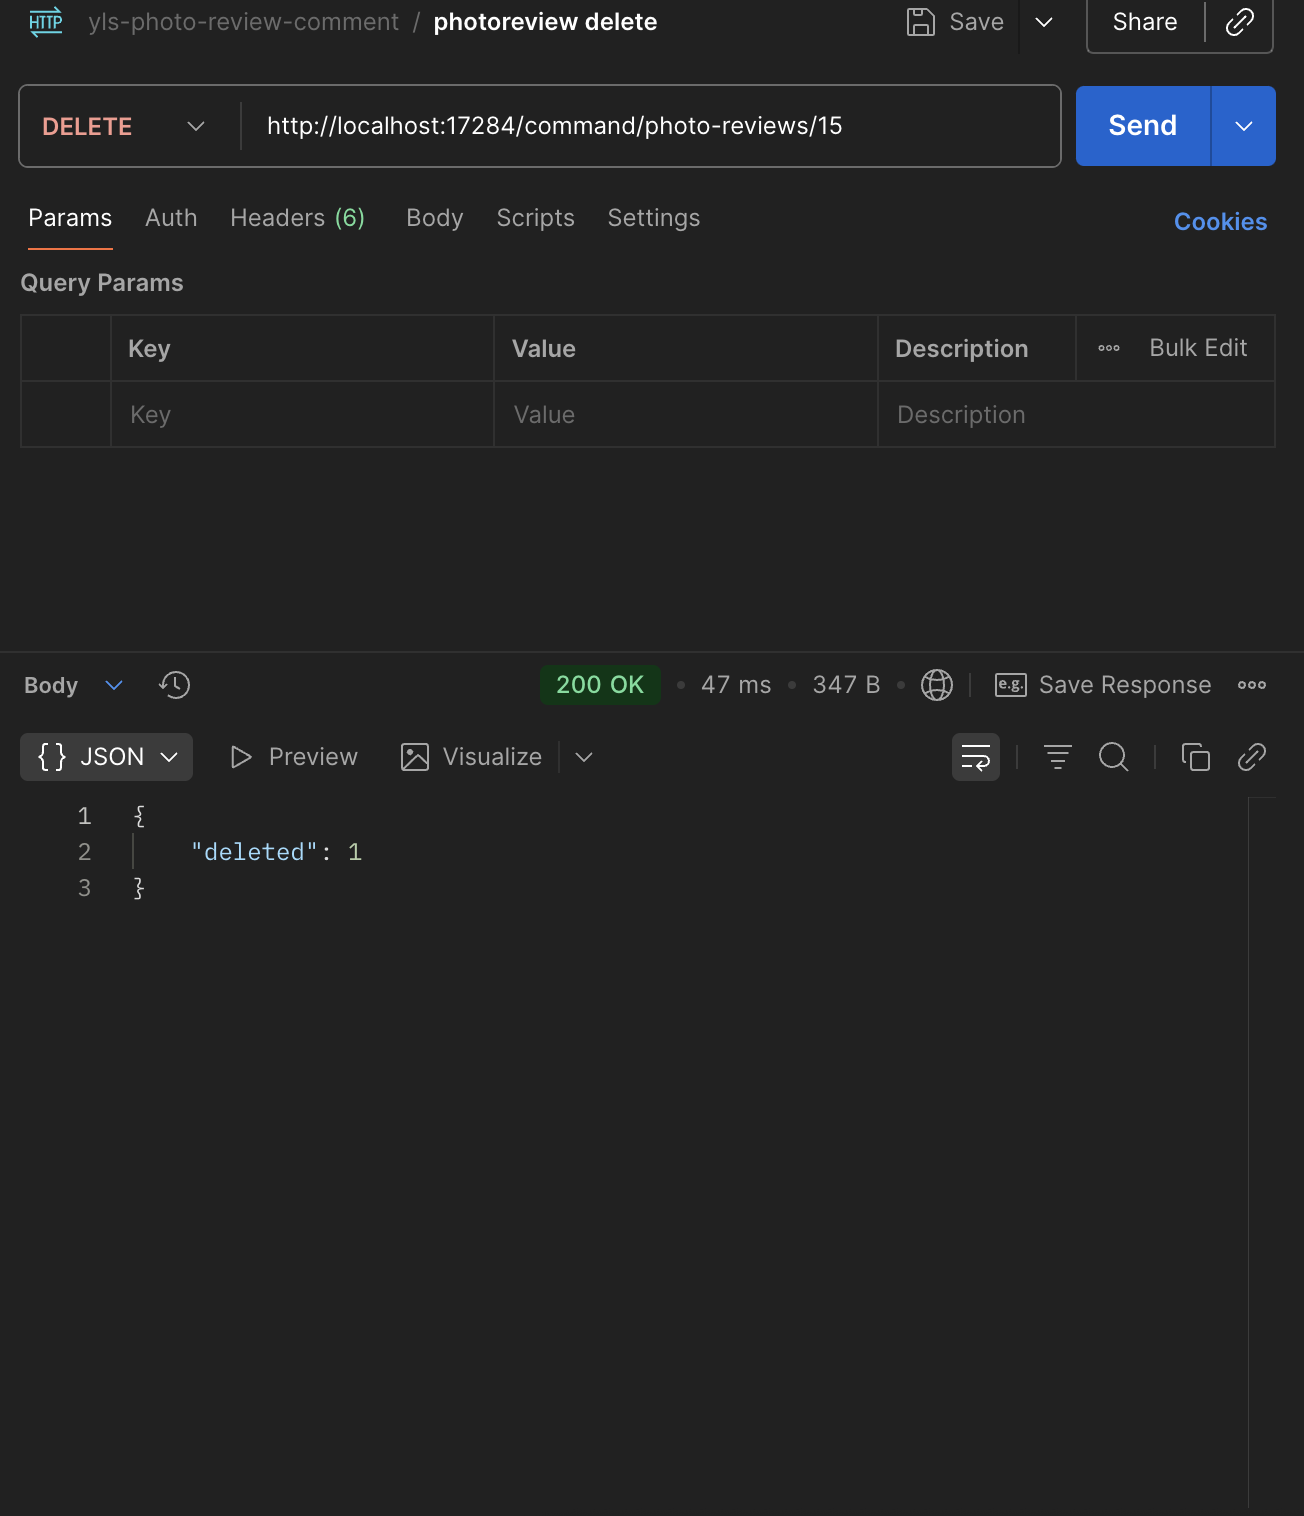 HTTP yls-photo-review-comment / photoreview delete Save Share
DELETE http://localhost:17284/command/photo-reviews/15 Send
Params Auth Headers (6) Body Scripts Settings Cookies
Query Params
Key Value Description Bulk Edit
Key Value Description
Body 200 OK • 47 ms • 347 B • e.g. Save Response
{} JSON Preview Visualize
1 {
2 "deleted": 1
3 }